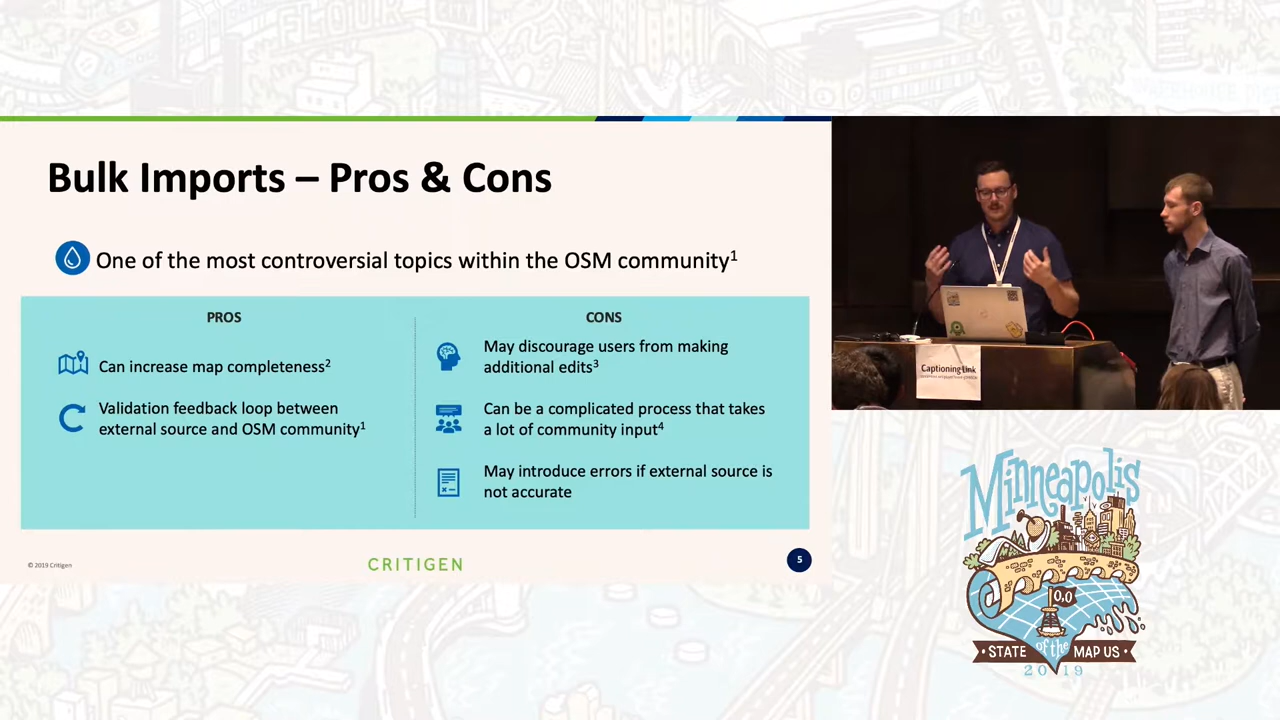 Bulk Imports – Pros & Cons
One of the most controversial topics within the OSM community1
PROS
Can increase map completeness2
Validation feedback loop between
external source and OSM community1
CONS
May discourage users from making
additional edits3
Can be a complicated process that takes
a lot of community input4
May introduce errors if external source is
not accurate
© 2019 Critigen
CRITIGEN
5
CaptioningLink
Minneapolis
0,0
• STATE of the MAP US •
2019